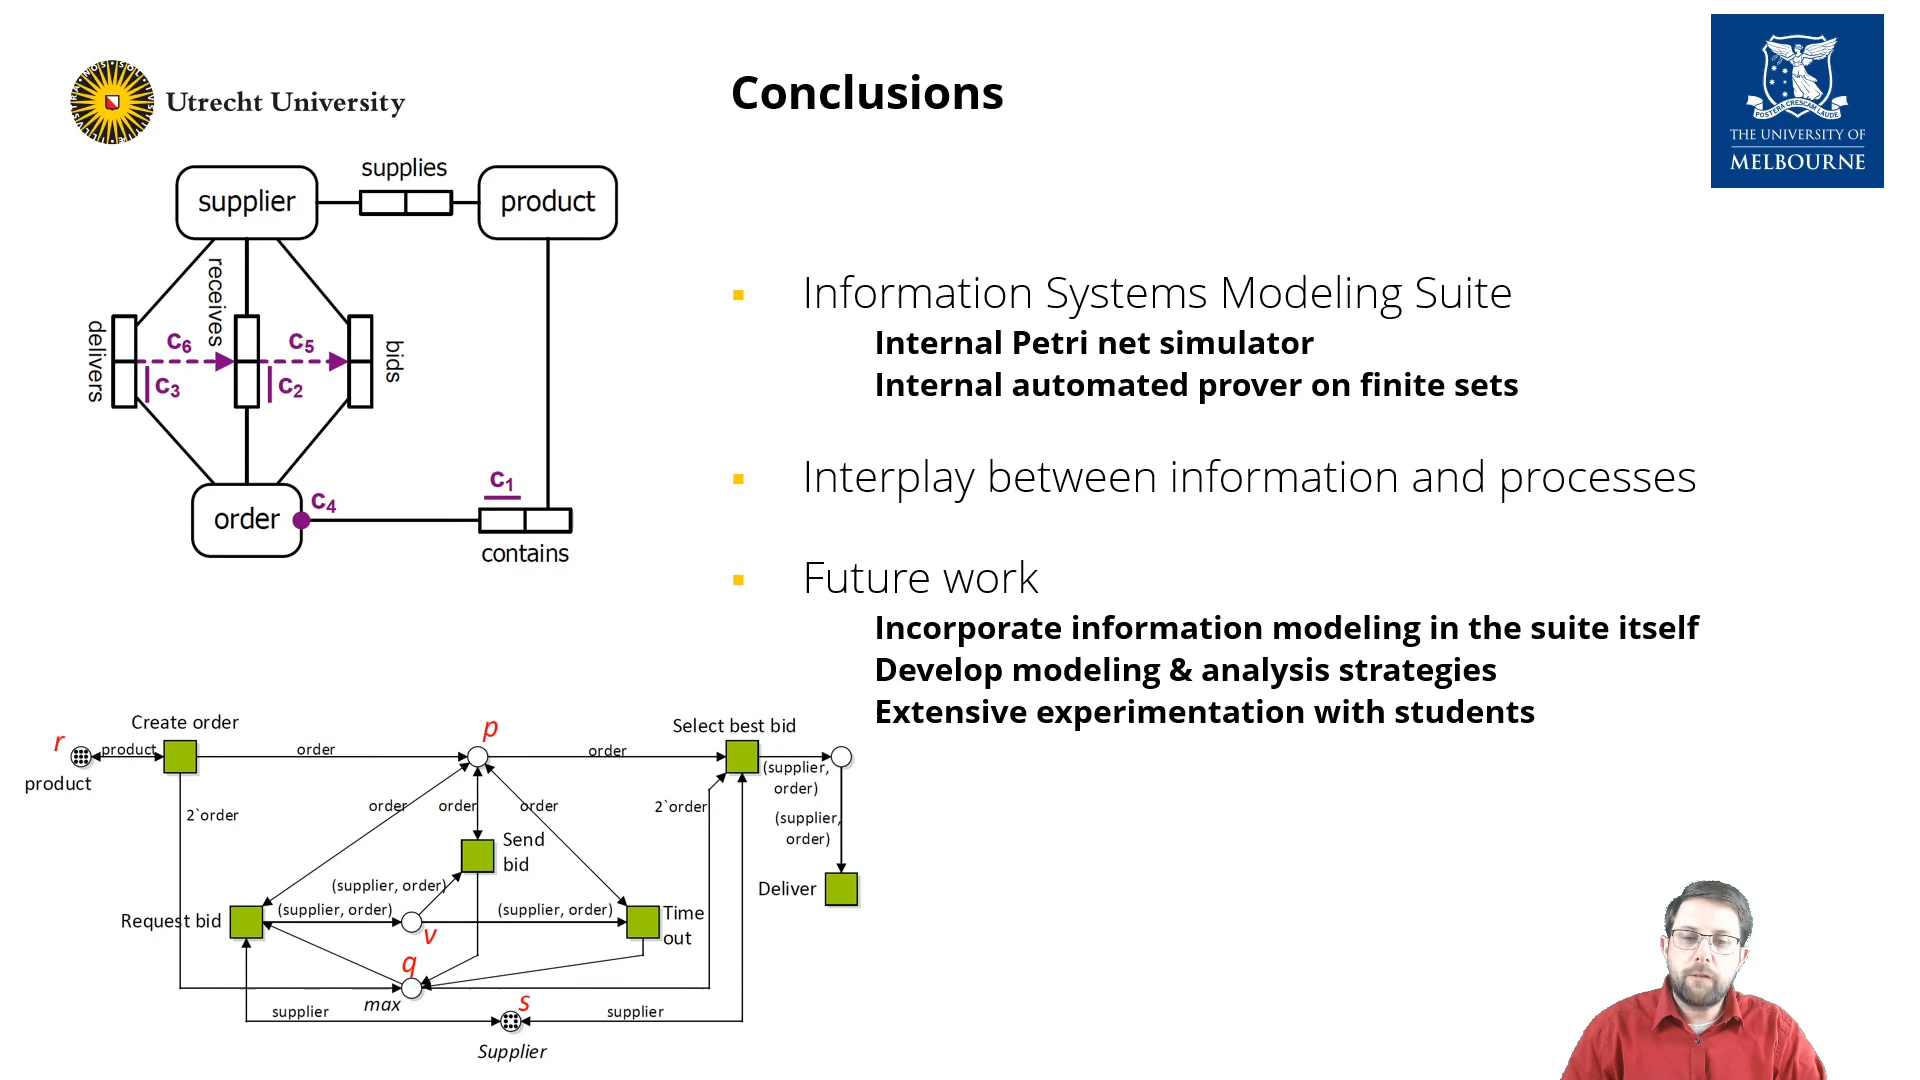 Utrecht University
Conclusions
THE UNIVERSITY OF
MELBOURNE
POSTERA CRESCAM LAUDE
supplies
supplier
product
receives
delivers
bids
c6
c5
c3
c2
c1
c4
order
contains
Information Systems Modeling Suite
Internal Petri net simulator
Internal automated prover on finite sets
Interplay between information and processes
Future work
Incorporate information modeling in the suite itself
Develop modeling & analysis strategies
Extensive experimentation with students
Create order
p
Select best bid
r
product
order
order
product
(supplier,
order)
2`order
order
order
order
2`order
(supplier,
order)
Send
bid
(supplier, order)
Deliver
Request bid
(supplier, order)
(supplier, order)
Time
out
v
q
max
s
supplier
supplier
Supplier